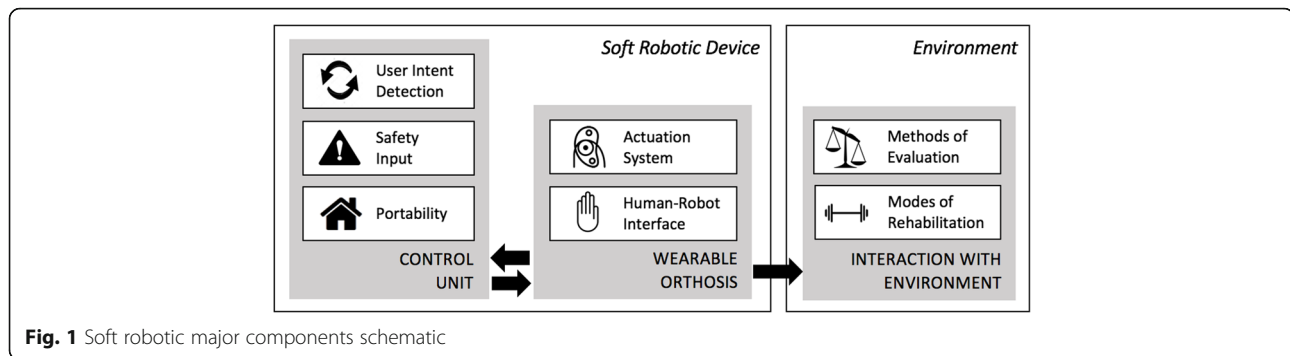 Soft Robotic Device
User Intent
Detection
Safety
Input
Portability
CONTROL
UNIT
Actuation
System
Human-Robot
Interface
WEARABLE
ORTHOSIS
Environment
Methods of
Evaluation
Modes of
Rehabilitation
INTERACTION WITH
ENVIRONMENT
Fig. 1 Soft robotic major components schematic